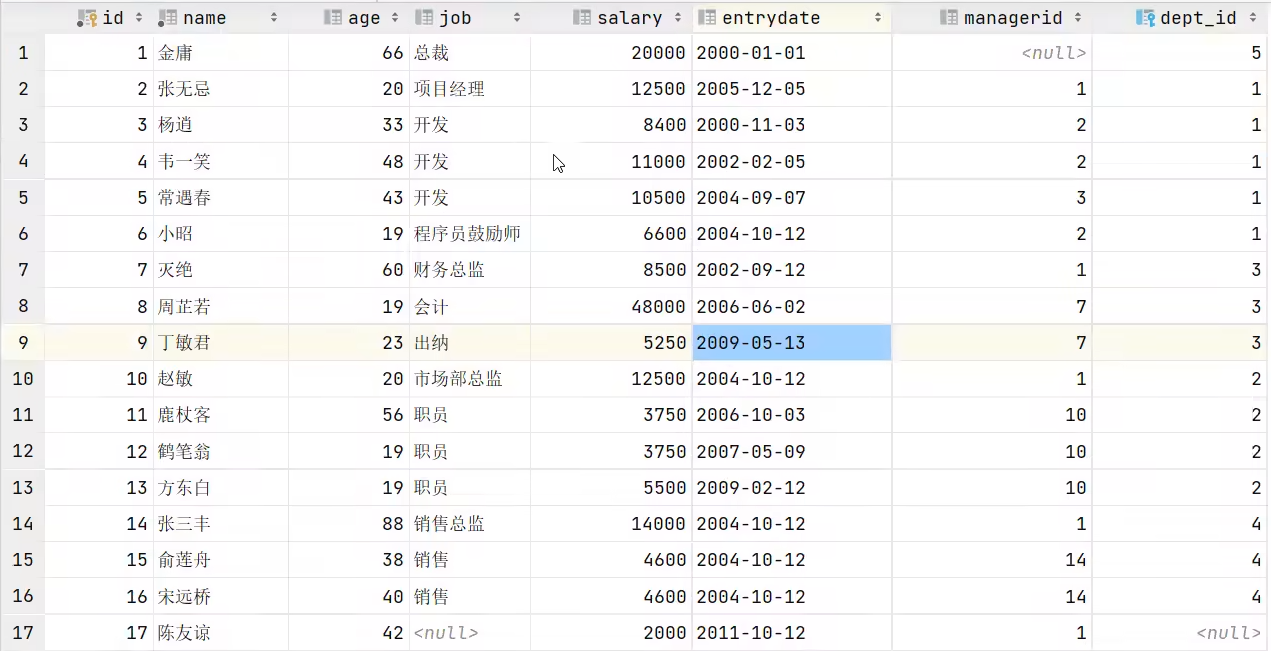 id name age job salary entrydate managerid dept_id
1 1 金庸 66 总裁 20000 2000-01-01 <null> 5
2 2 张无忌 20 项目经理 12500 2005-12-05 1 1
3 3 杨逍 33 开发 8400 2000-11-03 2 1
4 4 韦一笑 48 开发 11000 2002-02-05 2 1
5 5 常遇春 43 开发 10500 2004-09-07 3 1
6 6 小昭 19 程序员鼓励师 6600 2004-10-12 2 1
7 7 灭绝 60 财务总监 8500 2002-09-12 1 3
8 8 周芷若 19 会计 48000 2006-06-02 7 3
9 9 丁敏君 23 出纳 5250 2009-05-13 7 3
10 10 赵敏 20 市场部总监 12500 2004-10-12 1 2
11 11 鹿杖客 56 职员 3750 2006-10-03 10 2
12 12 鹤笔翁 19 职员 3750 2007-05-09 10 2
13 13 方东白 19 职员 5500 2009-02-12 10 2
14 14 张三丰 88 销售总监 14000 2004-10-12 1 4
15 15 俞莲舟 38 销售 4600 2004-10-12 14 4
16 16 宋远桥 40 销售 4600 2004-10-12 14 4
17 17 陈友谅 42 <null> 2000 2011-10-12 1 <null>